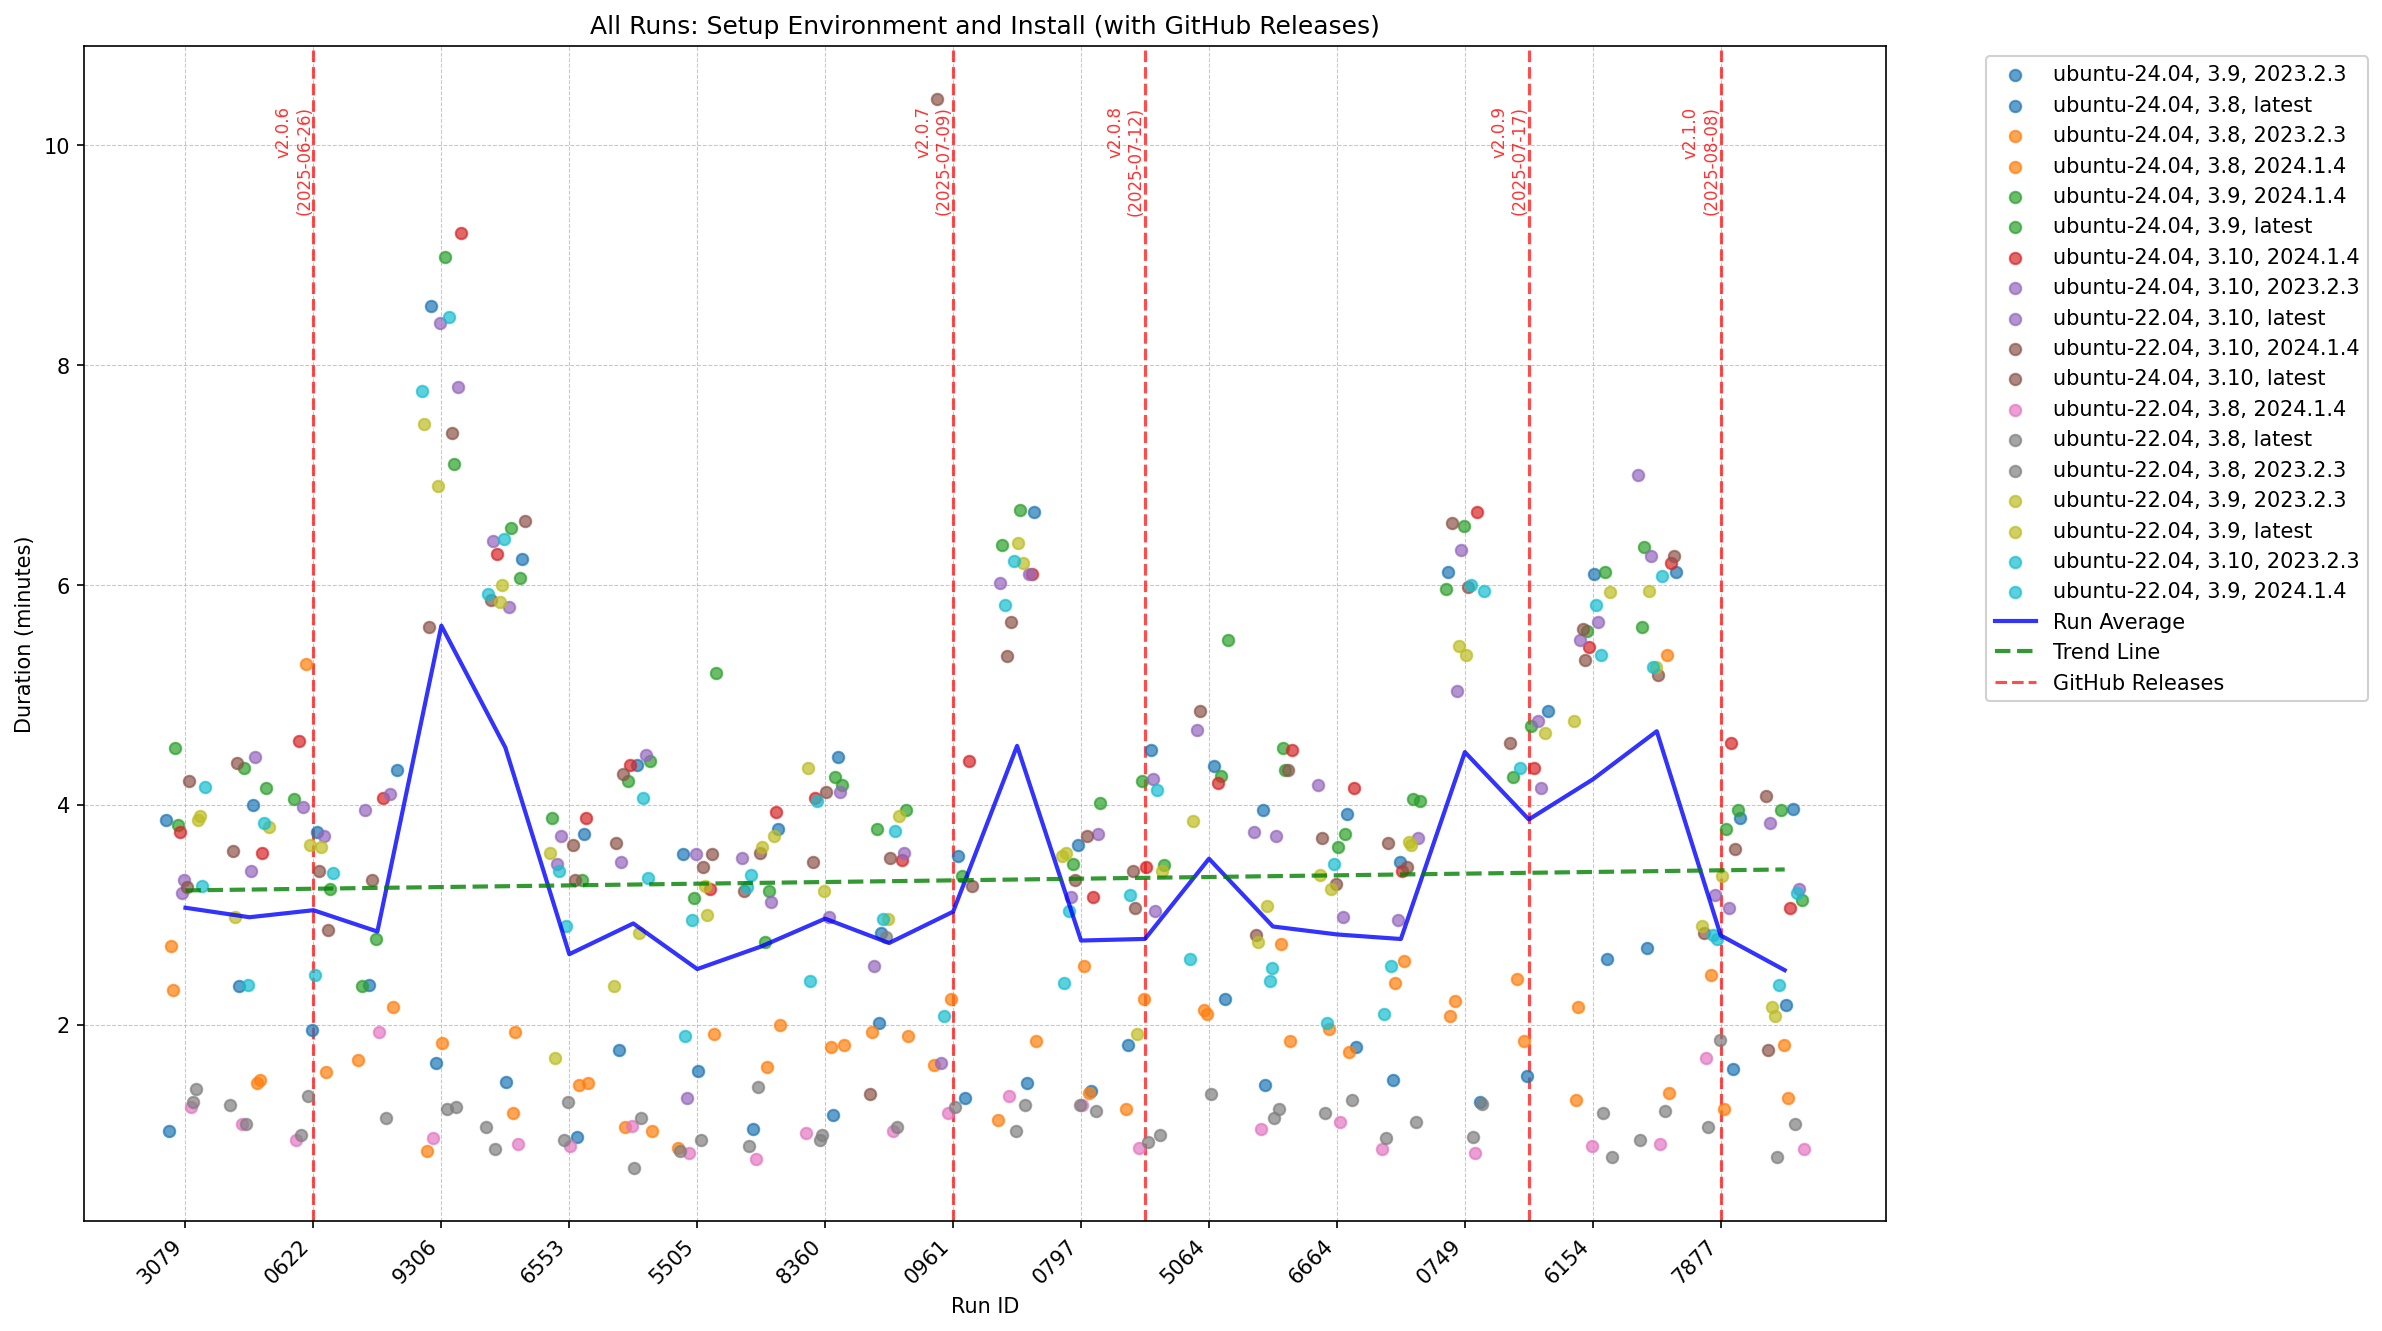 All Runs: Setup Environment and Install (with GitHub Releases)
Duration (minutes)
10
8
6
4
2
v2.0.6
(2025-06-26)
v2.0.7
(2025-07-09)
v2.0.8
(2025-07-12)
v2.0.9
(2025-07-17)
v2.1.0
(2025-08-08)
3079
0622
9306
6553
5505
8360
0961
0797
5064
6664
0749
6154
7877
Run ID
ubuntu-24.04, 3.9, 2023.2.3
ubuntu-24.04, 3.8, latest
ubuntu-24.04, 3.8, 2023.2.3
ubuntu-24.04, 3.8, 2024.1.4
ubuntu-24.04, 3.9, 2024.1.4
ubuntu-24.04, 3.9, latest
ubuntu-24.04, 3.10, 2024.1.4
ubuntu-24.04, 3.10, 2023.2.3
ubuntu-22.04, 3.10, latest
ubuntu-22.04, 3.10, 2024.1.4
ubuntu-24.04, 3.10, latest
ubuntu-22.04, 3.8, 2024.1.4
ubuntu-22.04, 3.8, latest
ubuntu-22.04, 3.8, 2023.2.3
ubuntu-22.04, 3.9, 2023.2.3
ubuntu-22.04, 3.9, latest
ubuntu-22.04, 3.10, 2023.2.3
ubuntu-22.04, 3.9, 2024.1.4
Run Average
Trend Line
GitHub Releases